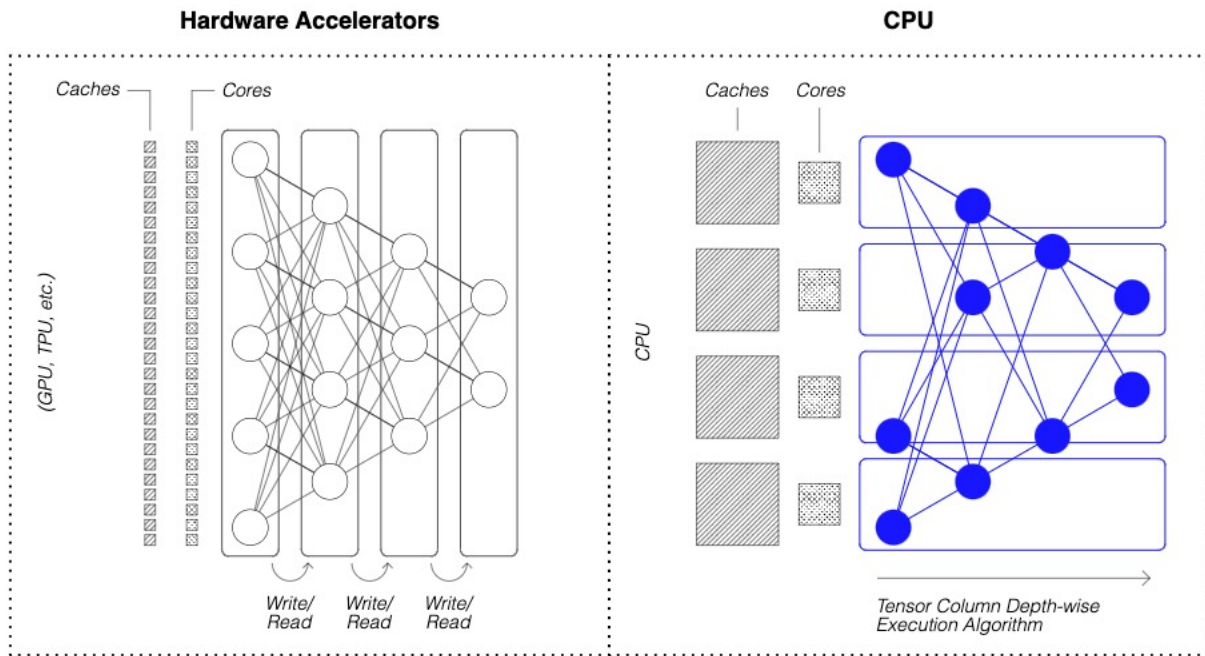 Hardware Accelerators
CPU
Caches
Cores
Caches
Cores
(GPU, TPU, etc.)
CPU
Write/
Read
Write/
Read
Write/
Read
Tensor Column Depth-wise
Execution Algorithm